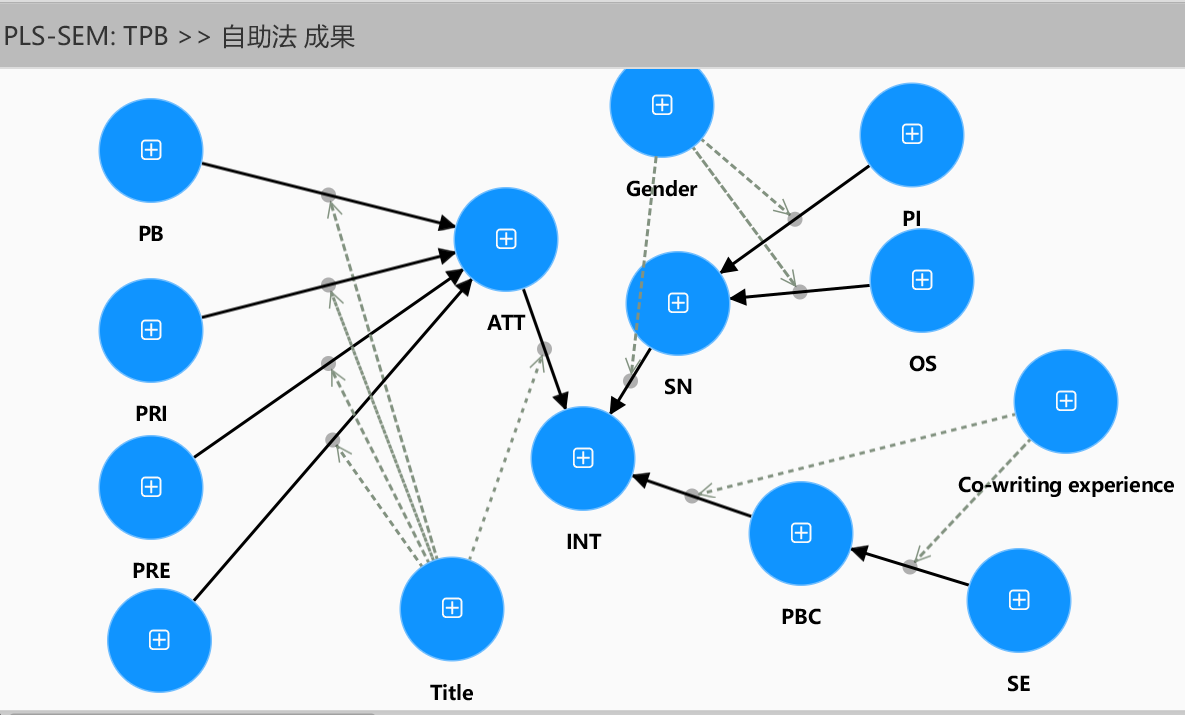 PLS-SEM: TPB >> 自助法 成果
Gender
PB
PI
ATT
OS
PRI
SN
Co-writing experience
INT
PRE
PBC
SE
Title